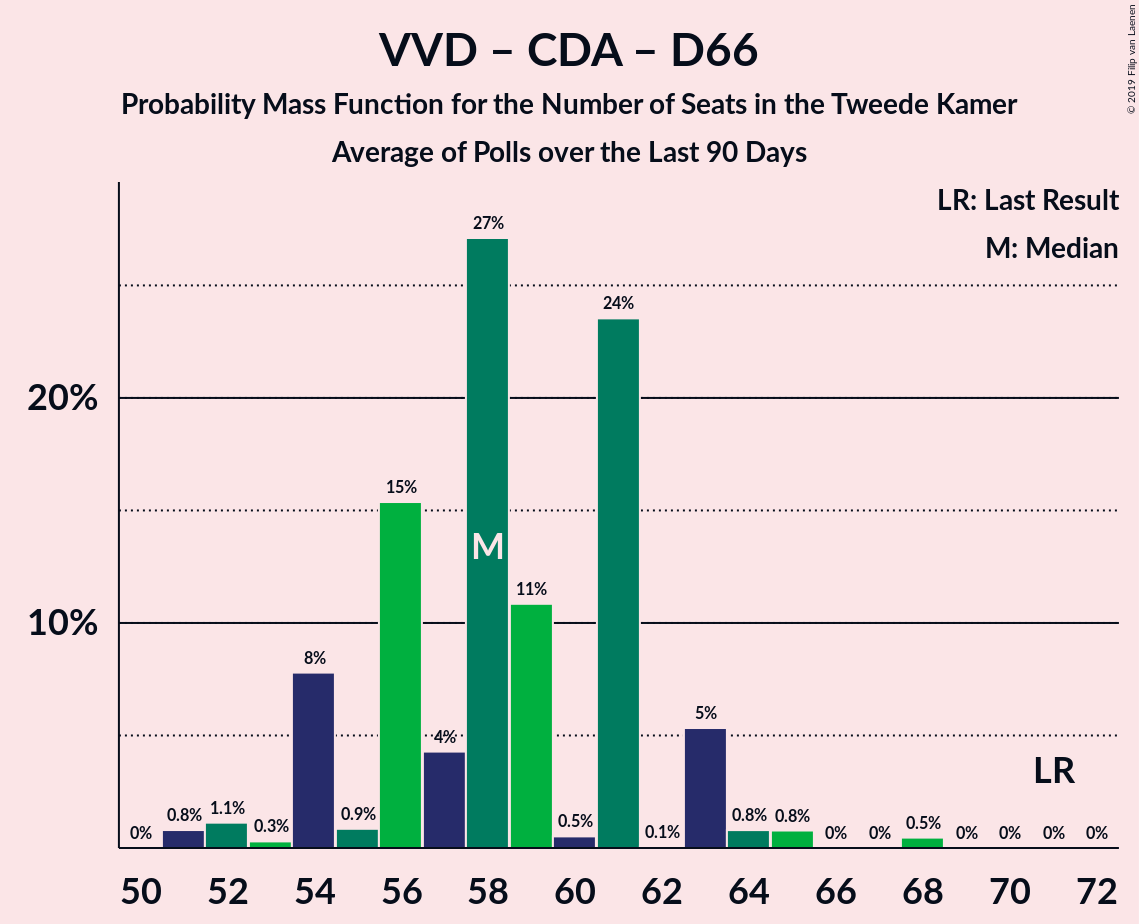 VVD – CDA – D66
Probability Mass Function for the Number of Seats in the Tweede Kamer
Average of Polls over the Last 90 Days
© 2019 Filip van Laenen
LR: Last Result
M: Median
20%
10%
0%
0.8%
1.1%
0.3%
8%
0.9%
15%
4%
27%
M
11%
0.5%
24%
0.1%
5%
0.8%
0.8%
0%
0%
0.5%
0%
0%
0%
0%
LR
50 52 54 56 58 60 62 64 66 68 70 72